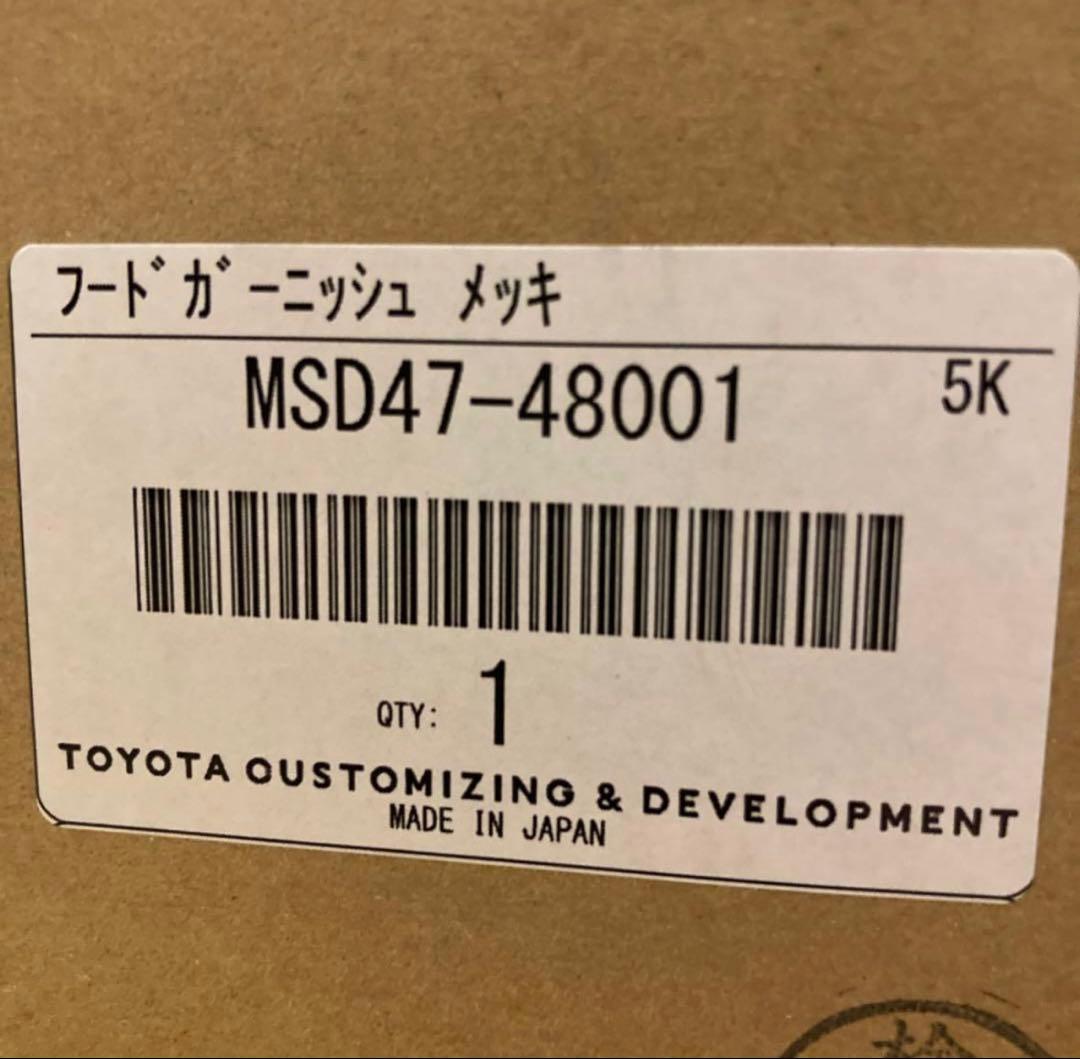 フードガーニッシュ メッキ
MSD47-48001 5K
QTY: 1
TOYOTA CUSTOMIZING & DEVELOPMENT
MADE IN JAPAN